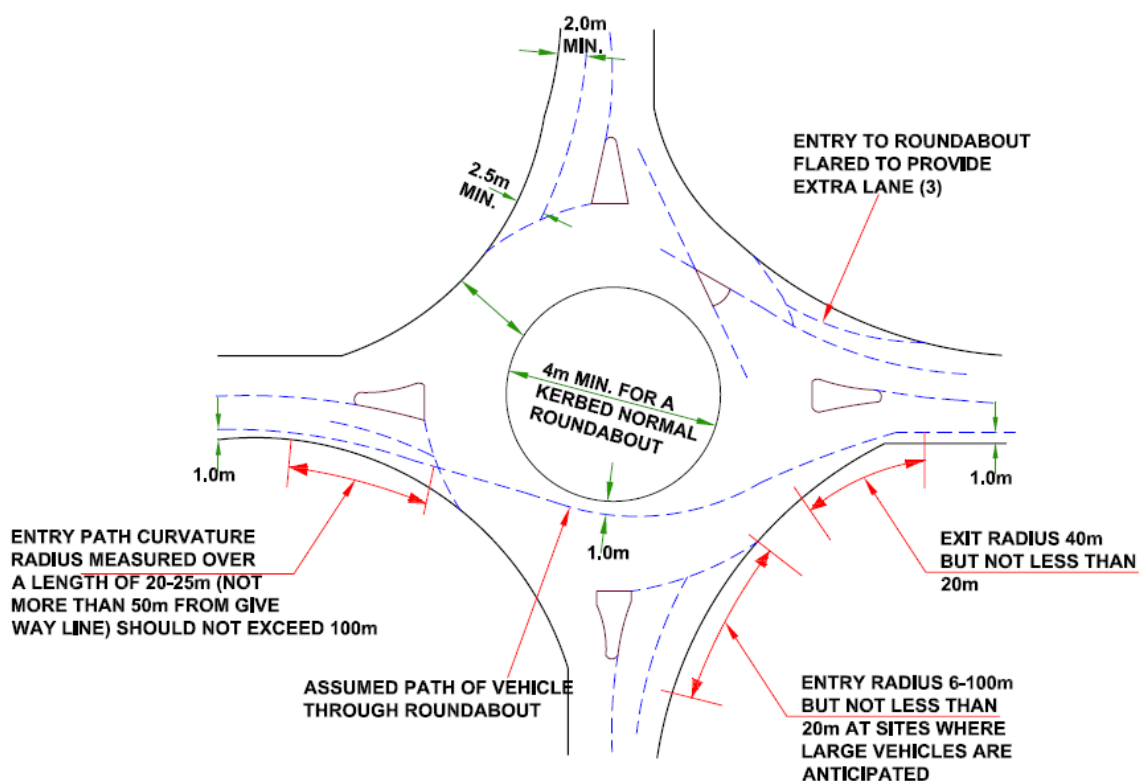 2.0m
MIN.
ENTRY TO ROUNDABOUT
FLARED TO PROVIDE
EXTRA LANE (3)
2.5m
MIN.
4m MIN. FOR A
KERBED NORMAL
ROUNDABOUT
1.0m
1.0m
1.0m
ENTRY PATH CURVATURE
RADIUS MEASURED OVER
A LENGTH OF 20-25m (NOT
MORE THAN 50m FROM GIVE
WAY LINE) SHOULD NOT EXCEED 100m
EXIT RADIUS 40m
BUT NOT LESS THAN
20m
ASSUMED PATH OF VEHICLE
THROUGH ROUNDABOUT
ENTRY RADIUS 6-100m
BUT NOT LESS THAN
20m AT SITES WHERE
LARGE VEHICLES ARE
ANTICIPATED